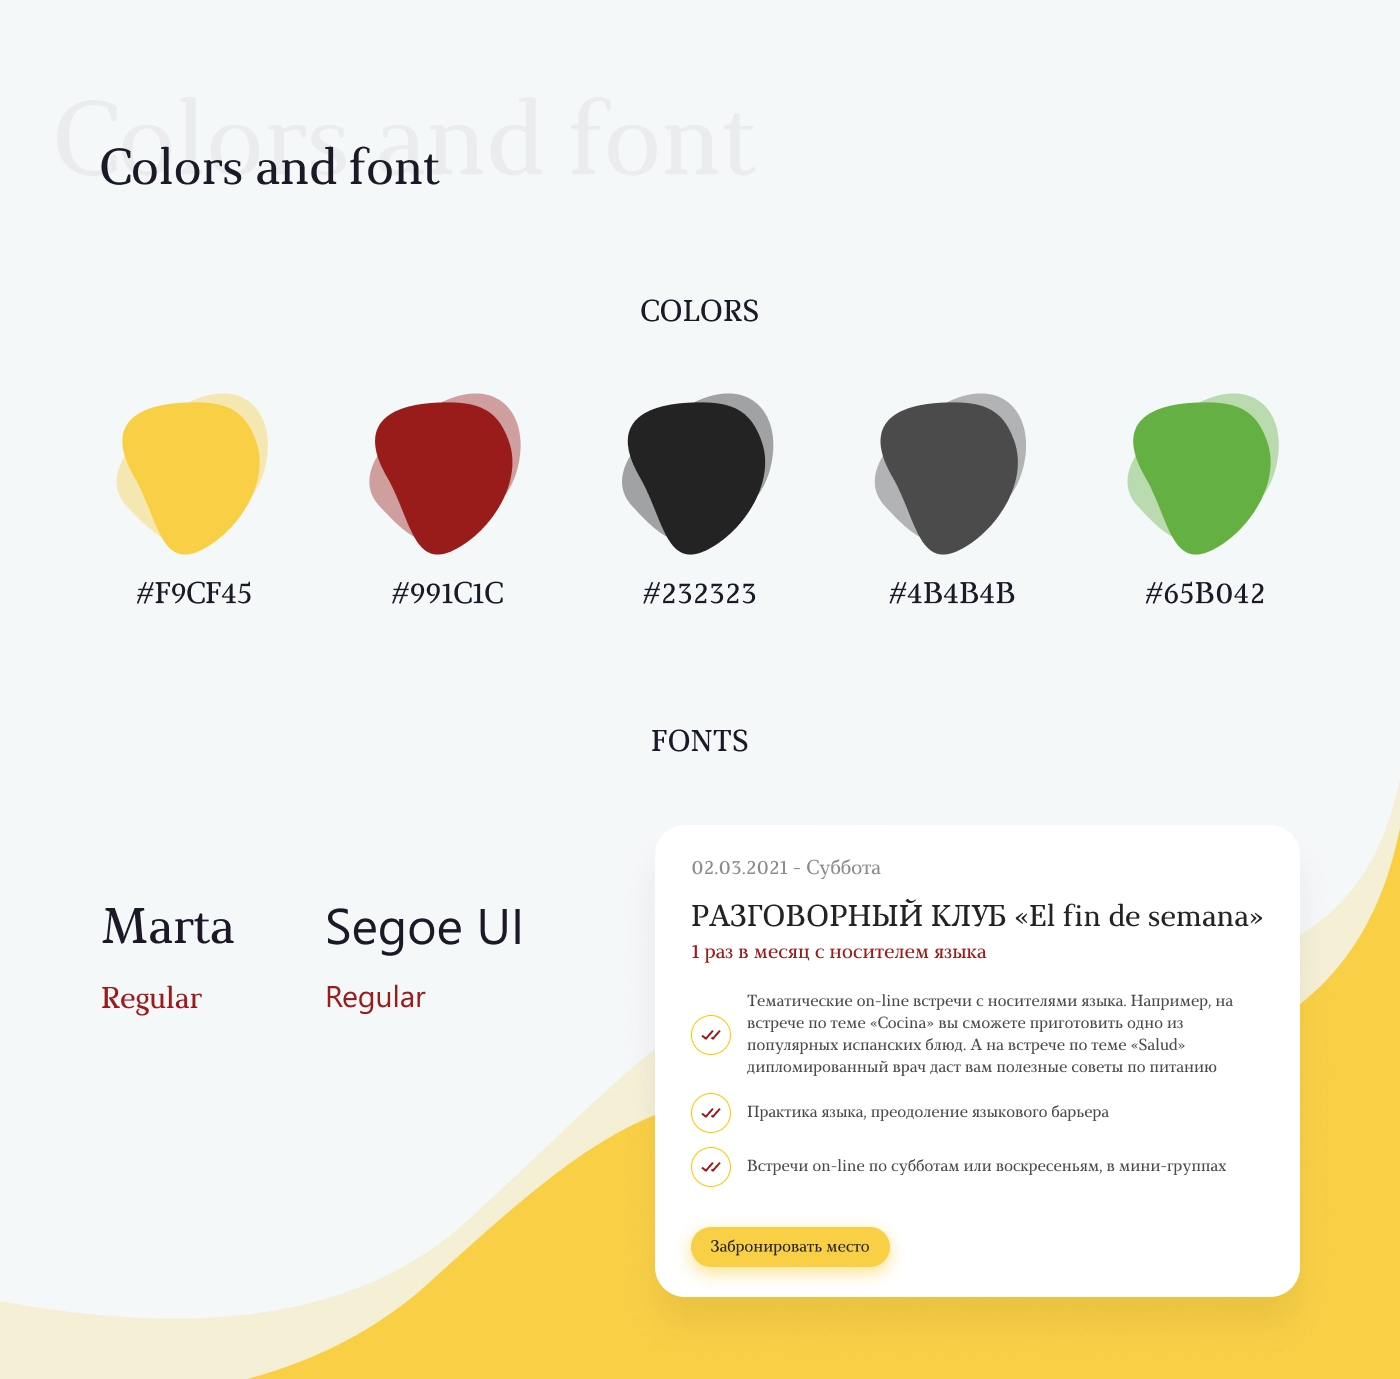 Colors and font
Colors and font
COLORS
#F9CF45
#991C1C
#232323
#4B4B4B
#65B042
FONTS
Marta
Regular
Segoe UI
Regular
02.03.2021 - Суббота
РАЗГОВОРНЫЙ КЛУБ «El fin de semana»
1 раз в месяц с носителем языка
Тематические on-line встречи с носителями языка. Например, на
встрече по теме «Cocina» вы сможете приготовить одно из
популярных испанских блюд. А на встрече по теме «Salud»
дипломированный врач даст вам полезные советы по питанию
Практика языка, преодоление языкового барьера
Встречи on-line по субботам или воскресеньям, в мини-группах
Забронировать место